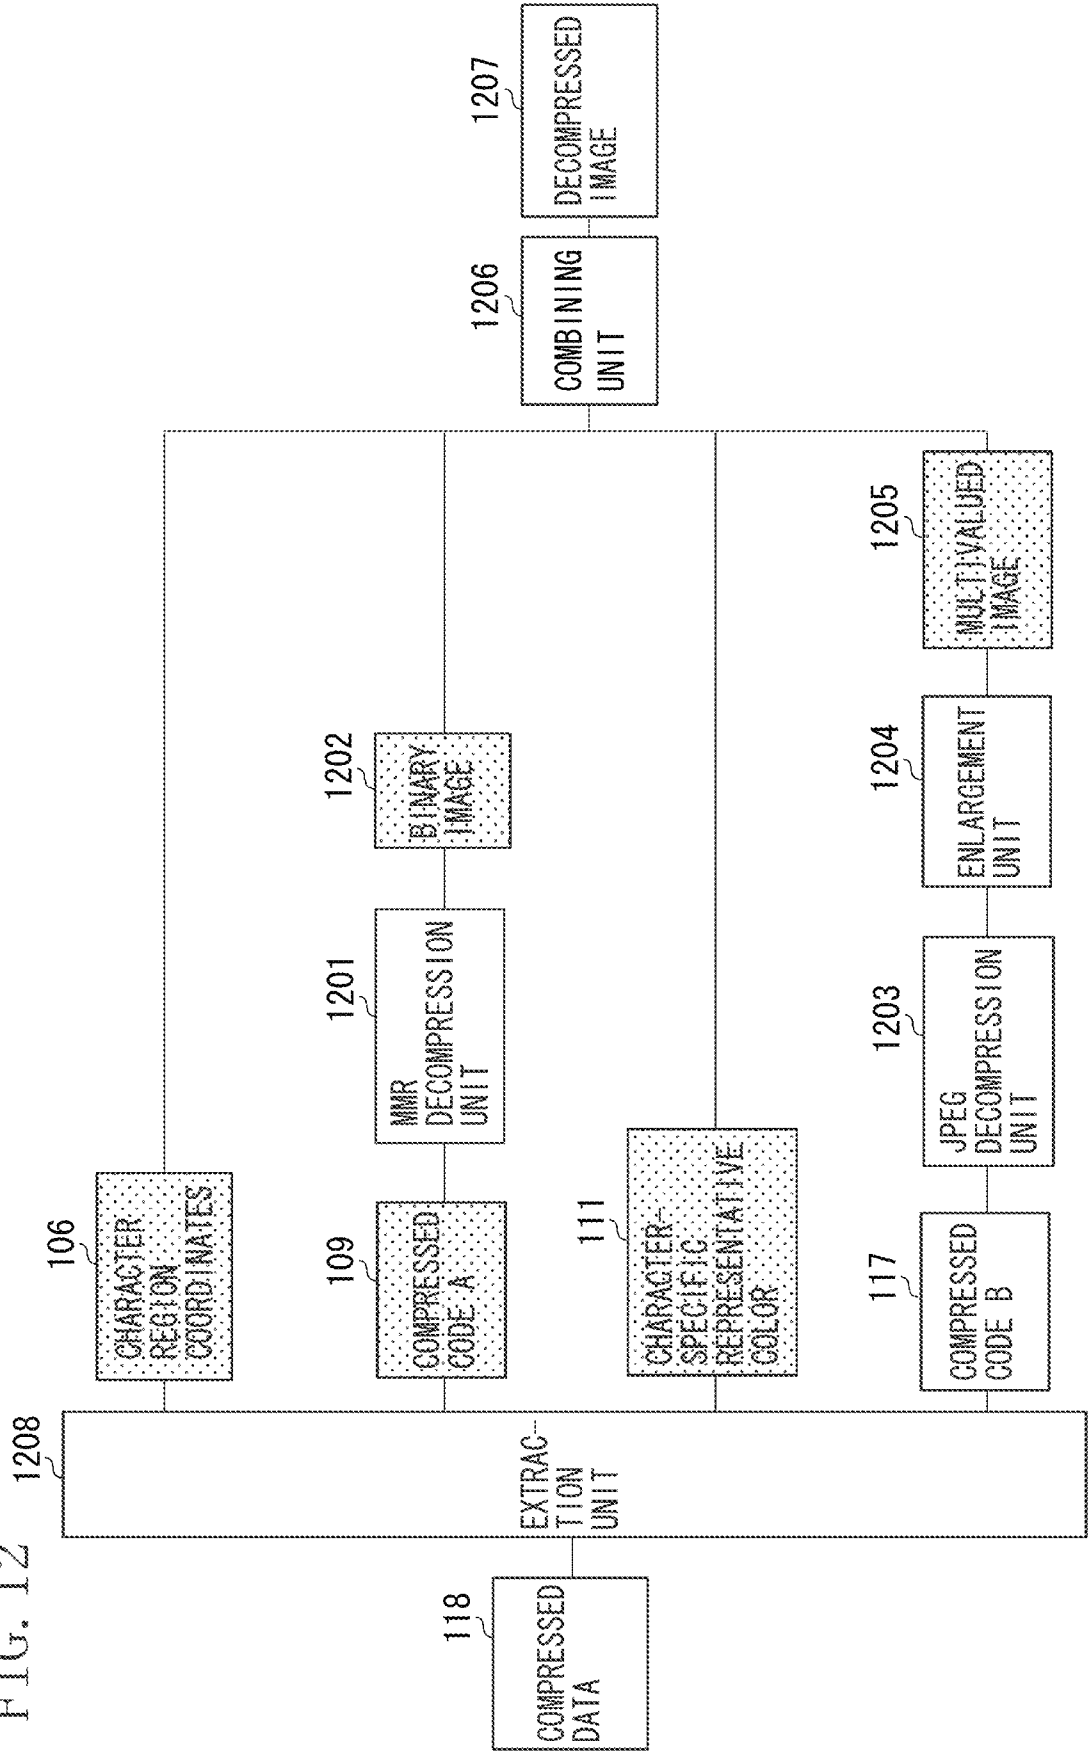 FIG. 12
118
COMPRESSED
DATA
1208
EXTRAC-
TION
UNIT
106
CHARACTER
REGION
COORDINATES
109
COMPRESSED
CODE A
1201
MMR
DECOMPRESSION
UNIT
1202
BINARY
IMAGE
111
CHARACTER-
SPECIFIC
REPRESENTATIVE
COLOR
117
COMPRESSED
CODE B
1203
JPEG
DECOMPRESSION
UNIT
1204
ENLARGEMENT
UNIT
1205
MULTIVALUED
IMAGE
1206
COMBINING
UNIT
1207
DECOMPRESSED
IMAGE